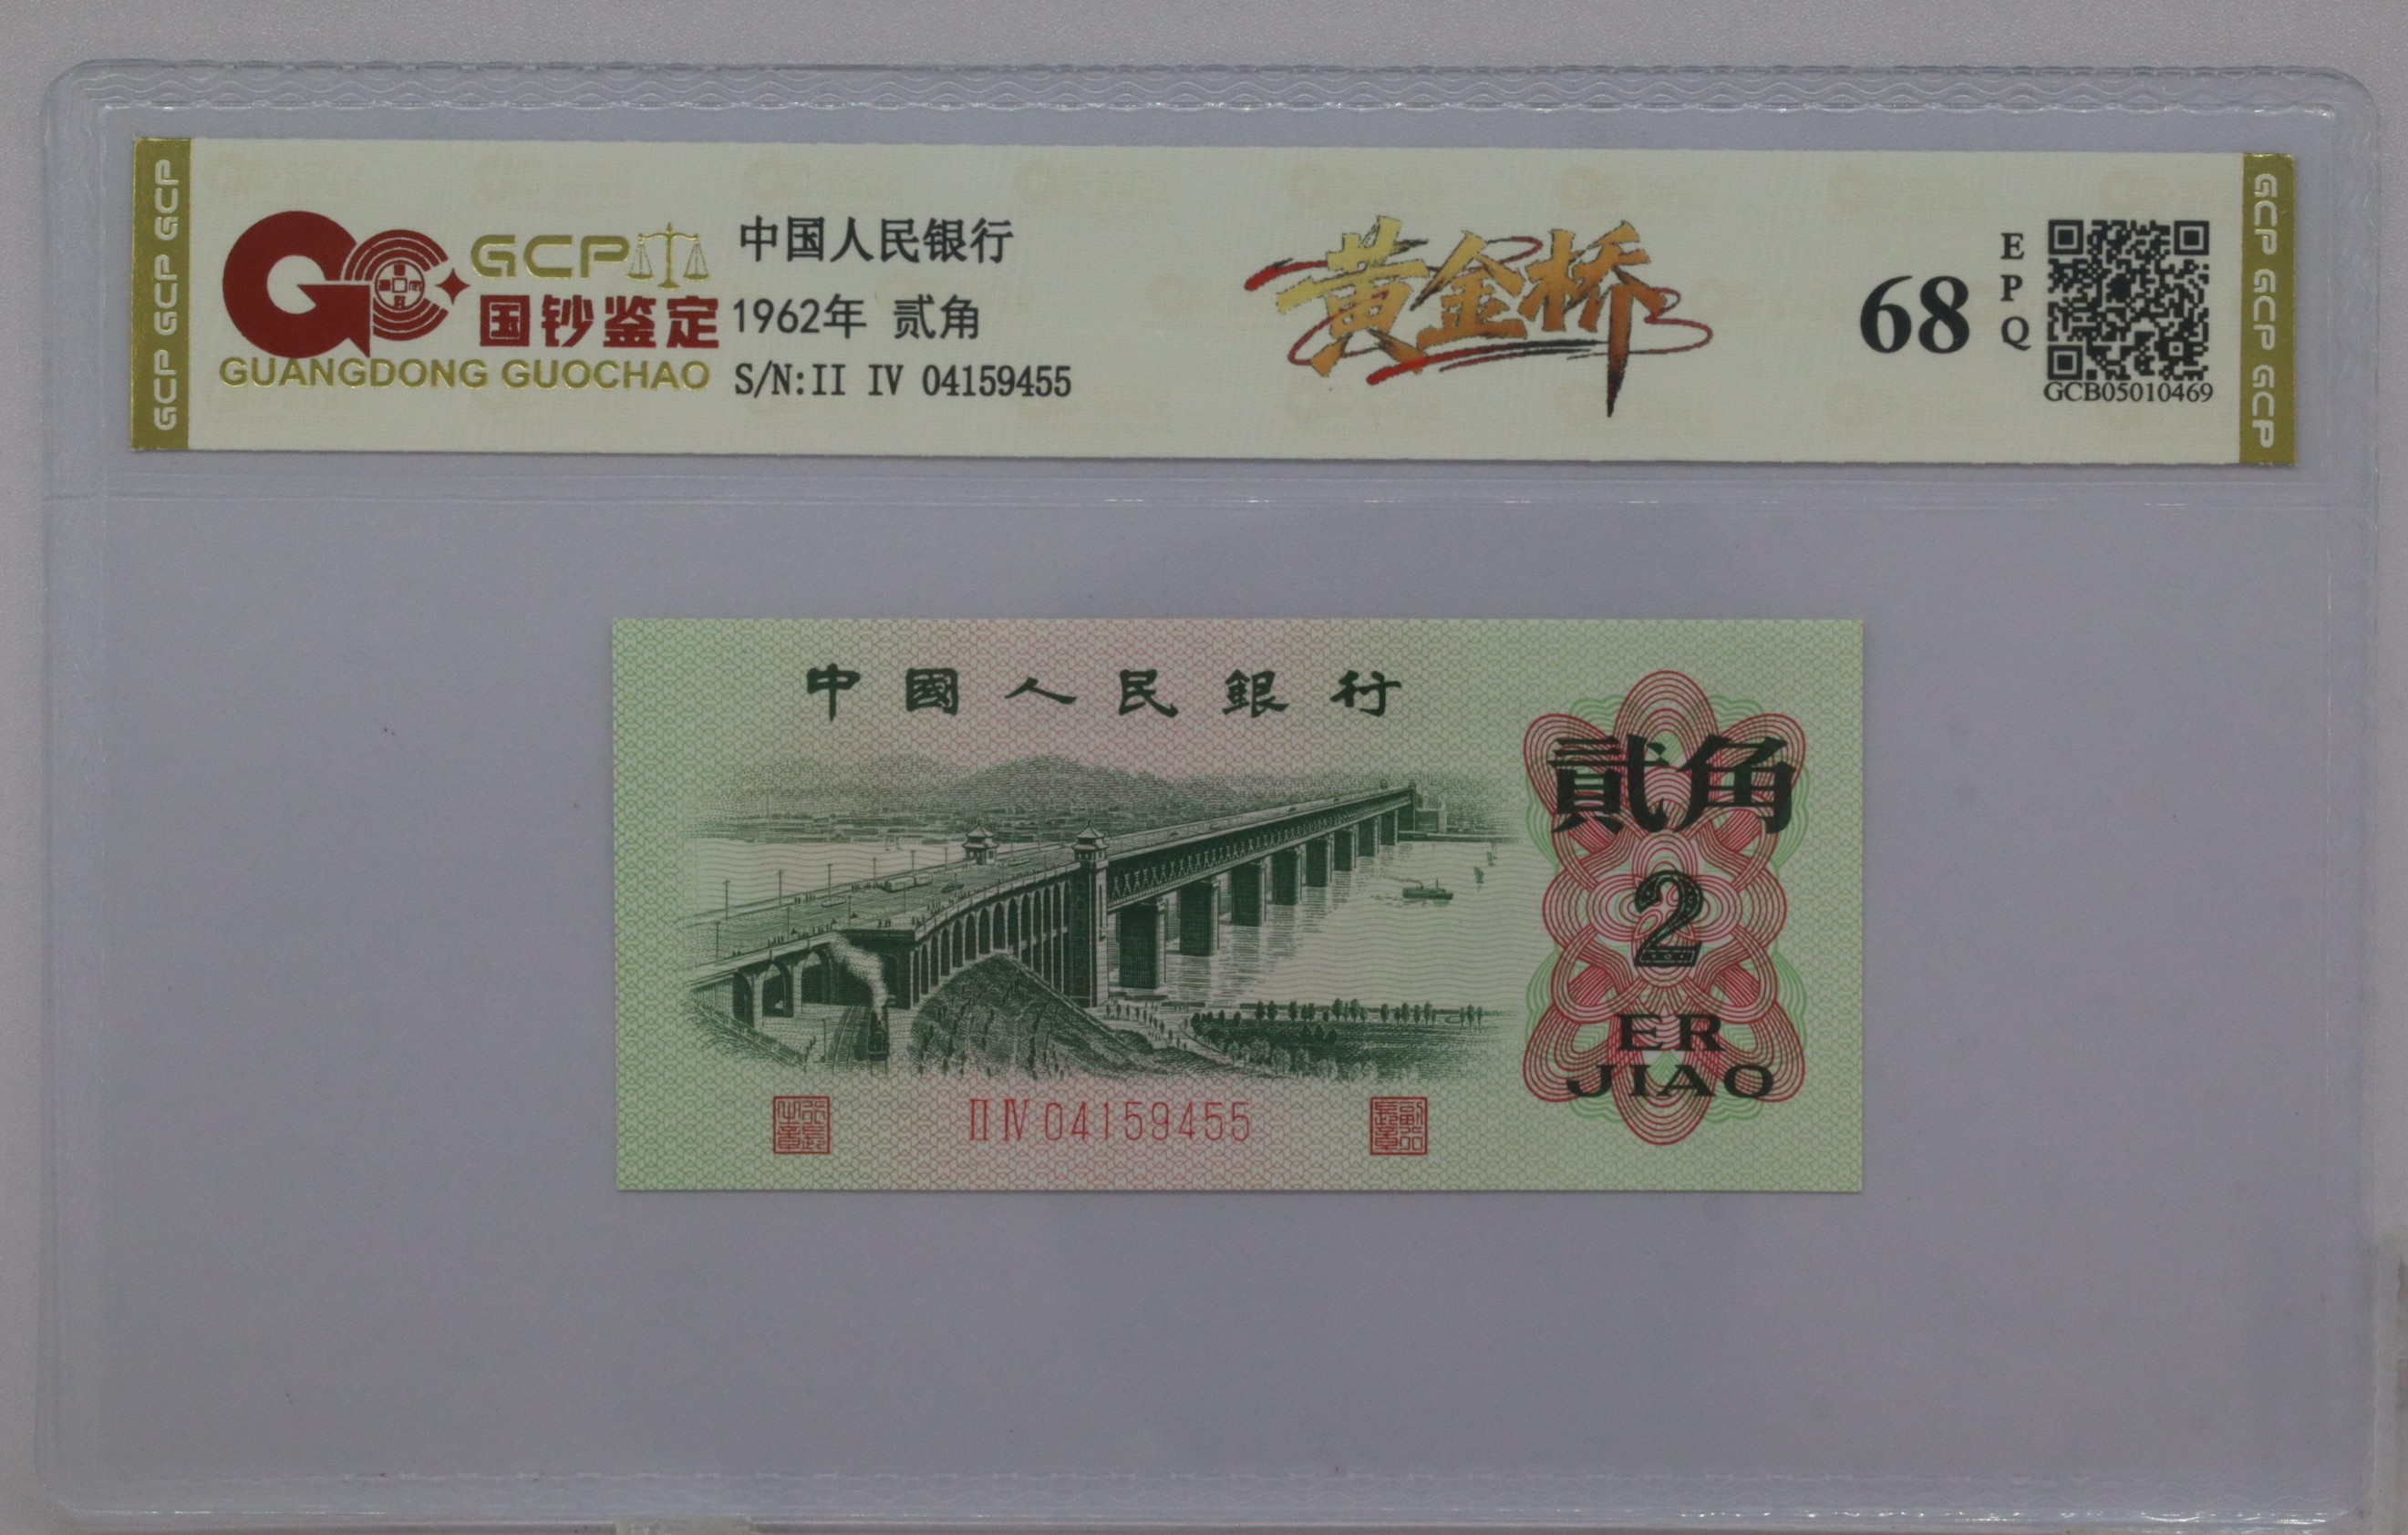 GCP GCP GCP
GCP
国钞鉴定
GUANGDONG GUOCHAO
中国人民银行
1962年 贰角
S/N:II IV 04159455
黄金桥
68
EPQ
GCB05010469
GCP GCP GCP
中國人民銀行
貳角
2
ER
JIAO
II IV 04159455